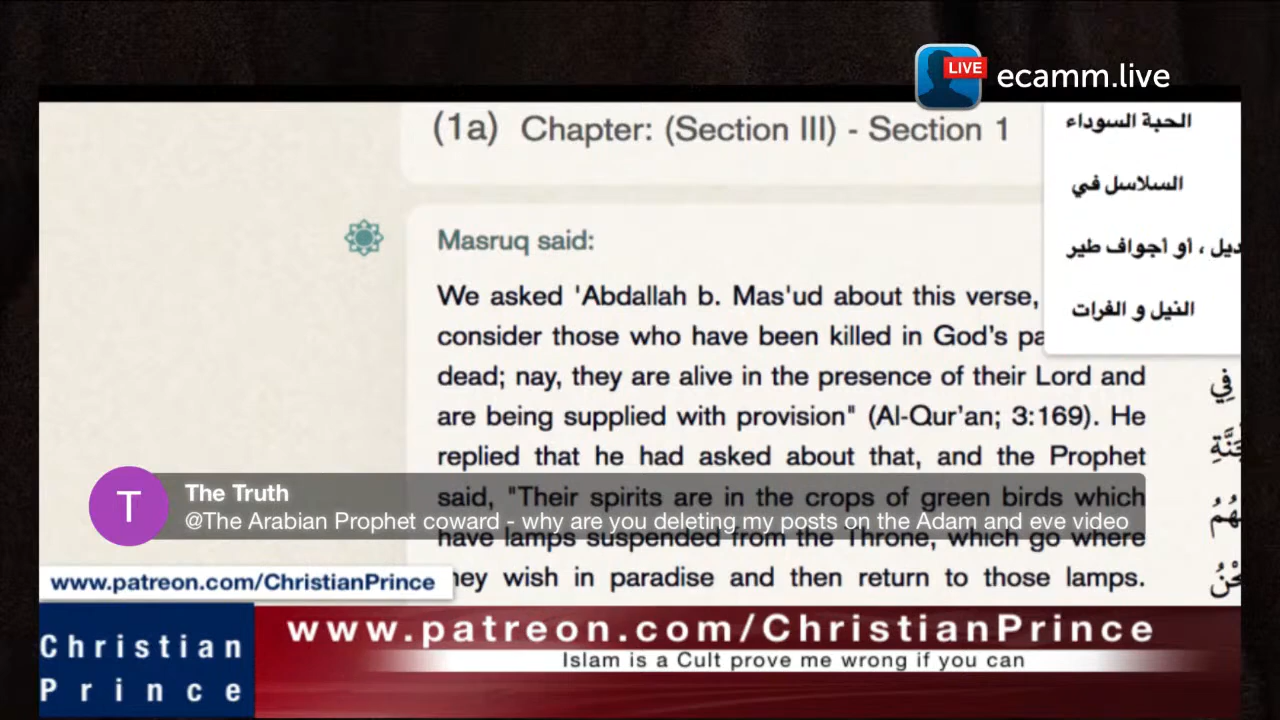 LIVE ecamm.live
(1a) Chapter: (Section III) - Section 1
الحبة السوداء
السلاسل في
ديل ، أو أجواف طير
النيل و الفرات
Masruq said:
We asked 'Abdallah b. Mas'ud about this verse,
consider those who have been killed in God's pa
dead; nay, they are alive in the presence of their Lord and
are being supplied with provision" (Al-Qur'an; 3:169). He
replied that he had asked about that, and the Prophet
said, "Their spirits are in the crops of green birds which
have lamps suspended from the Throne, which go where
hey wish in paradise and then return to those lamps.
فِي
T
The Truth
@The Arabian Prophet coward - why are you deleting my posts on the Adam and eve video
www.patreon.com/ChristianPrince
Christian
Prince
www.patreon.com/ChristianPrince
Islam is a Cult prove me wrong if you can